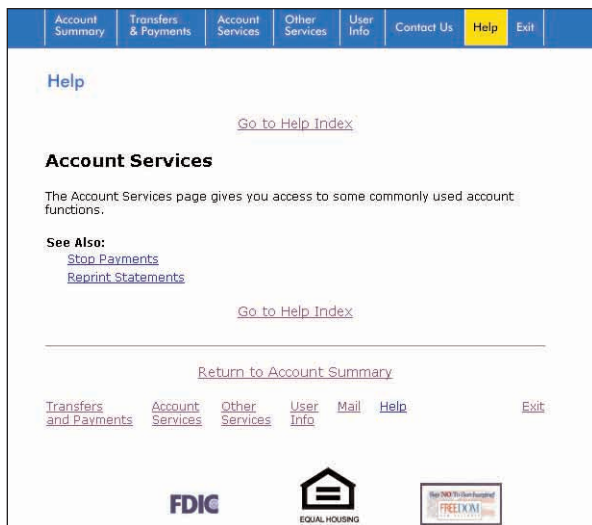 Account Summary
Transfers & Payments
Account Services
Other Services
User Info
Contact Us
Help
Exit
Help
Go to Help Index
Account Services
The Account Services page gives you access to some commonly used account
functions.
See Also:
Stop Payments
Reprint Statements
Go to Help Index
Return to Account Summary
Transfers and Payments
Account Services
Other Services
User Info
Mail
Help
Exit
FDIC
EQUAL HOUSING
Say NO To
FREEDOM